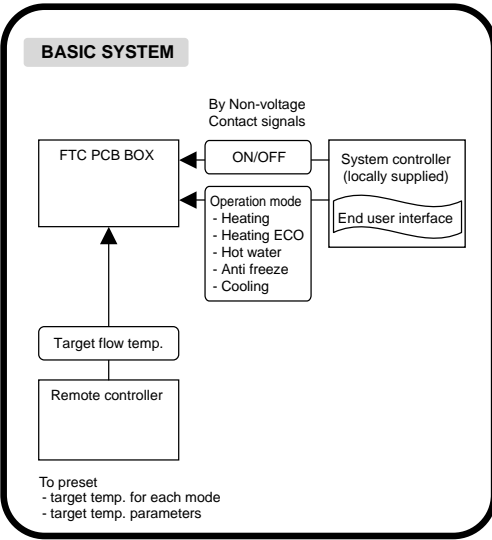 BASIC SYSTEM
By Non-voltage
Contact signals
FTC PCB BOX
ON/OFF
System controller
(locally supplied)
End user interface
Operation mode
- Heating
- Heating ECO
- Hot water
- Anti freeze
- Cooling
Target flow temp.
Remote controller
To preset
- target temp. for each mode
- target temp. parameters